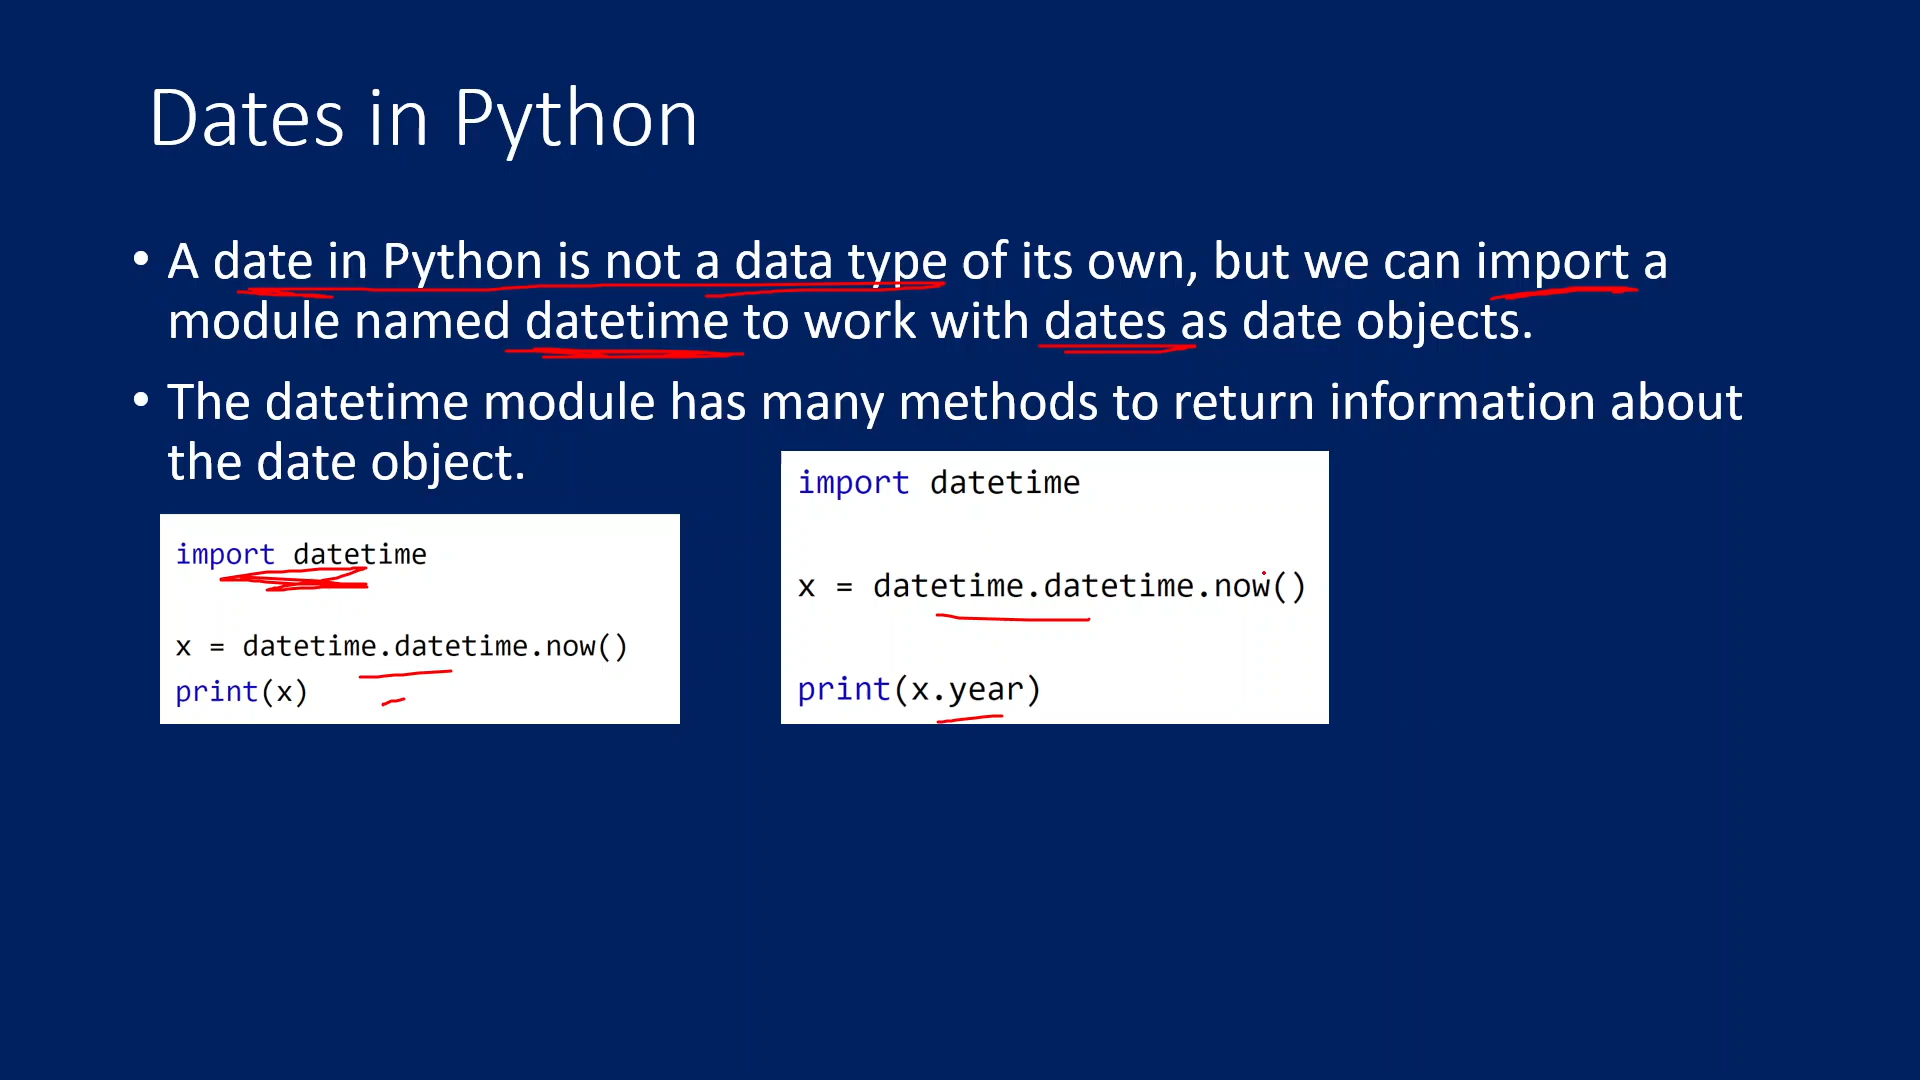 Dates in Python
• A date in Python is not a data type of its own, but we can import a
module named datetime to work with dates as date objects.
• The datetime module has many methods to return information about
the date object.
import datetime
x = datetime.datetime.now()
print(x)
import datetime
x = datetime.datetime.now()
print(x.year)